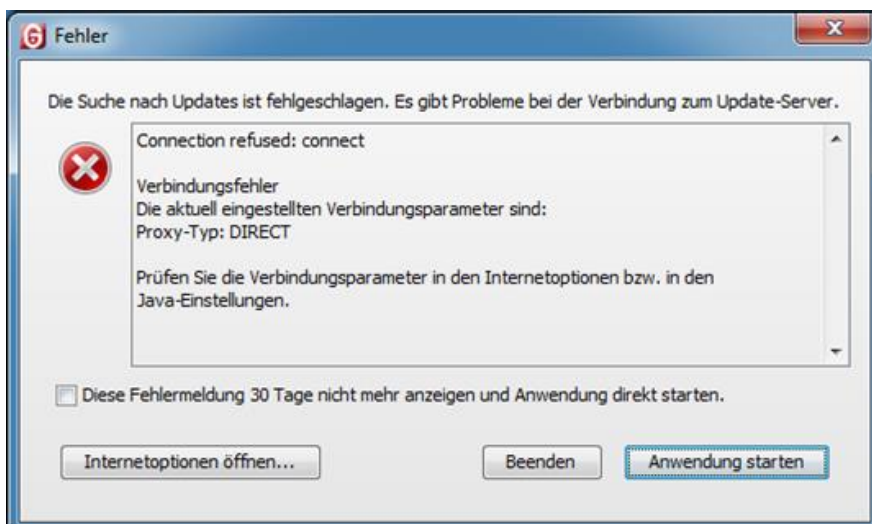 6 Fehler
Die Suche nach Updates ist fehlgeschlagen. Es gibt Probleme bei der Verbindung zum Update-Server.
Connection refused: connect
Verbindungsfehler
Die aktuell eingestellten Verbindungsparameter sind:
Proxy-Typ: DIRECT
Prüfen Sie die Verbindungsparameter in den Internetoptionen bzw. in den
Java-Einstellungen.
Diese Fehlermeldung 30 Tage nicht mehr anzeigen und Anwendung direkt starten.
Internetoptionen öffnen... Beenden Anwendung starten